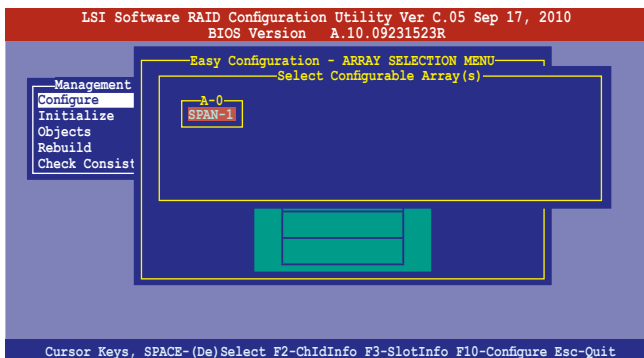 LSI Software RAID Configuration Utility Ver C.05 Sep 17, 2010
BIOS Version A.10.09231523R
Easy Configuration - ARRAY SELECTION MENU
Select Configurable Array(s)
Management
Configure
Initialize
Objects
Rebuild
Check Consist
A-0
SPAN-1
Cursor Keys, SPACE-(De)Select F2-ChIdInfo F3-SlotInfo F10-Configure Esc-Quit